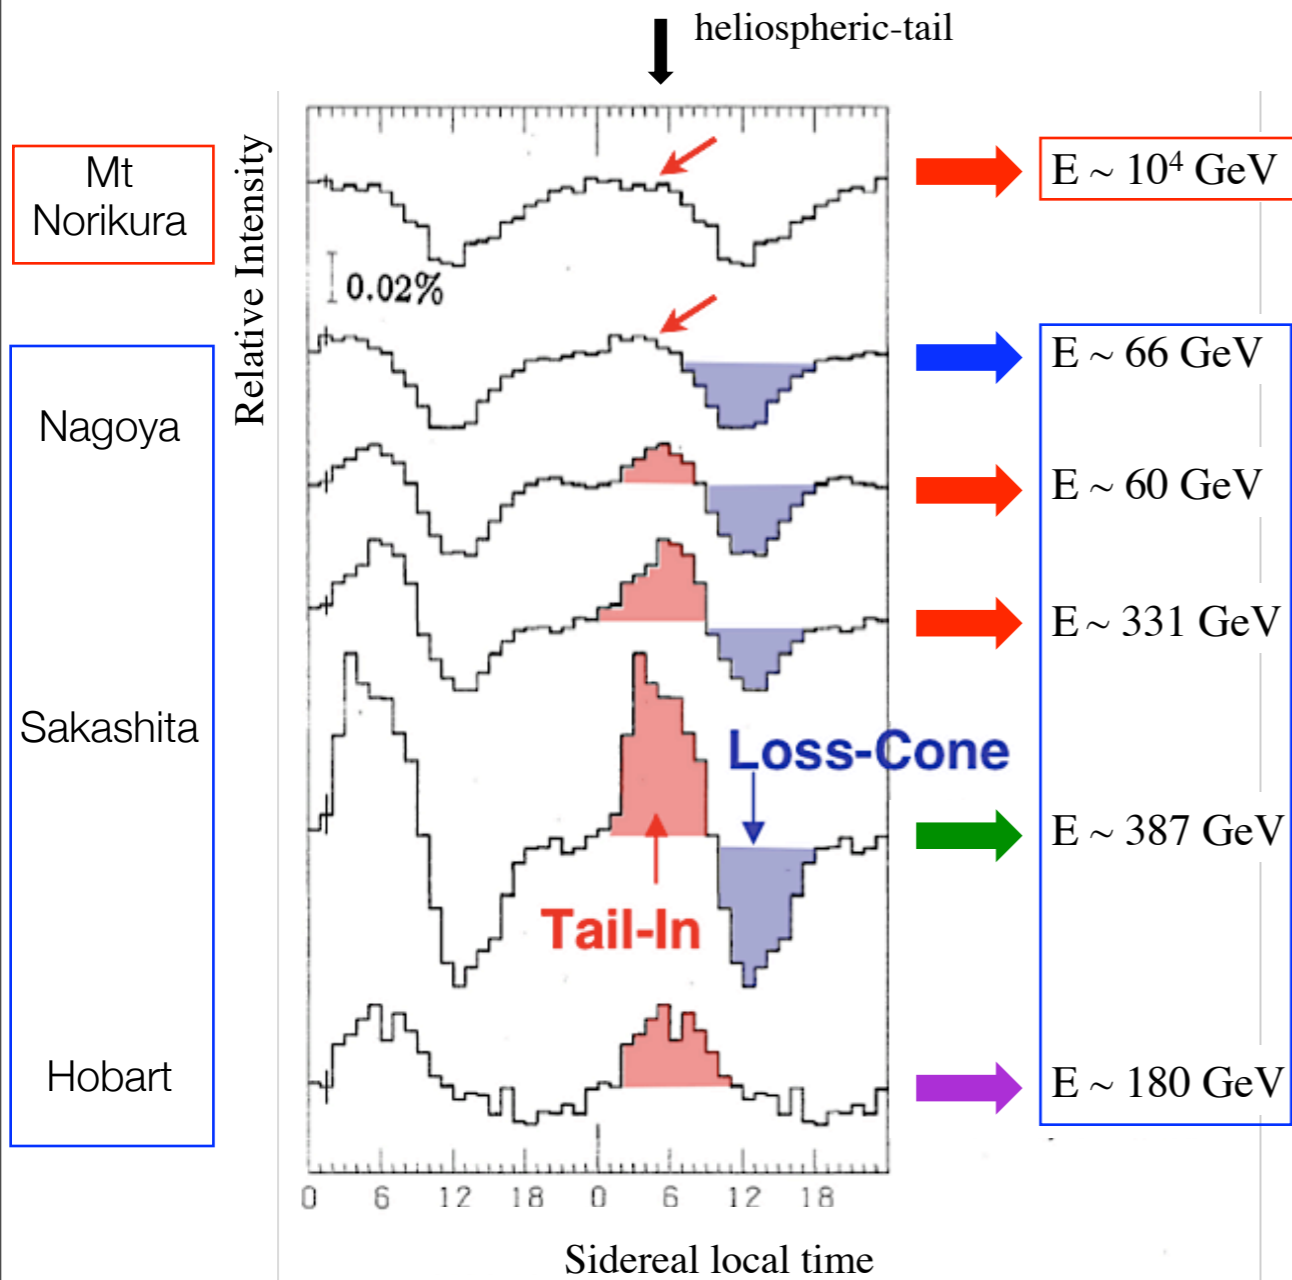 heliospheric-tail
Mt
Norikura
Relative Intensity
E ~ 10⁴ GeV
0.02%
E ~ 66 GeV
Nagoya
E ~ 60 GeV
E ~ 331 GeV
Sakashita
Loss-Cone
E ~ 387 GeV
Tail-In
Hobart
E ~ 180 GeV
0 6 12 18 0 6 12 18
Sidereal local time